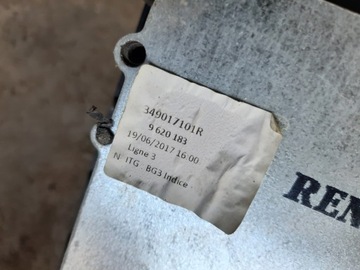 349017101R
9 620 183
19/06/2017 16 00
Ligne 3
N° ITG BG3 Indice
REN